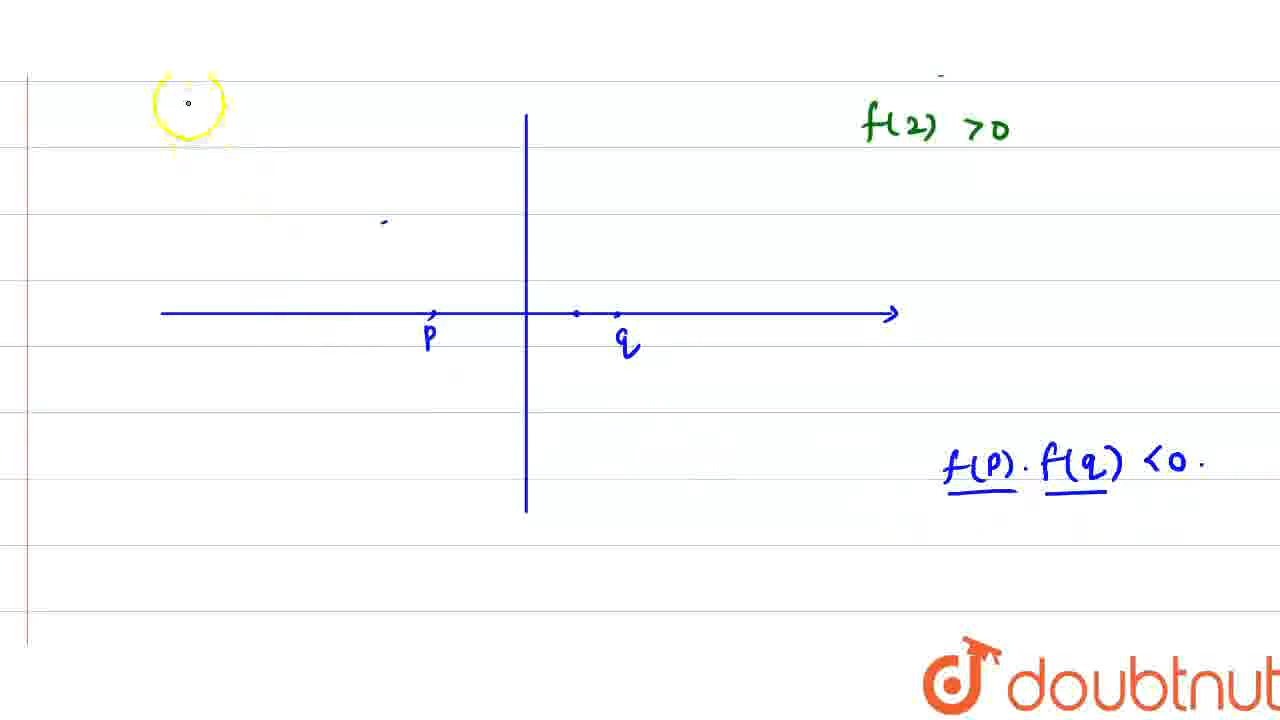 f(2) >0
p
q
f(p). f(q) <0.
doubtnut